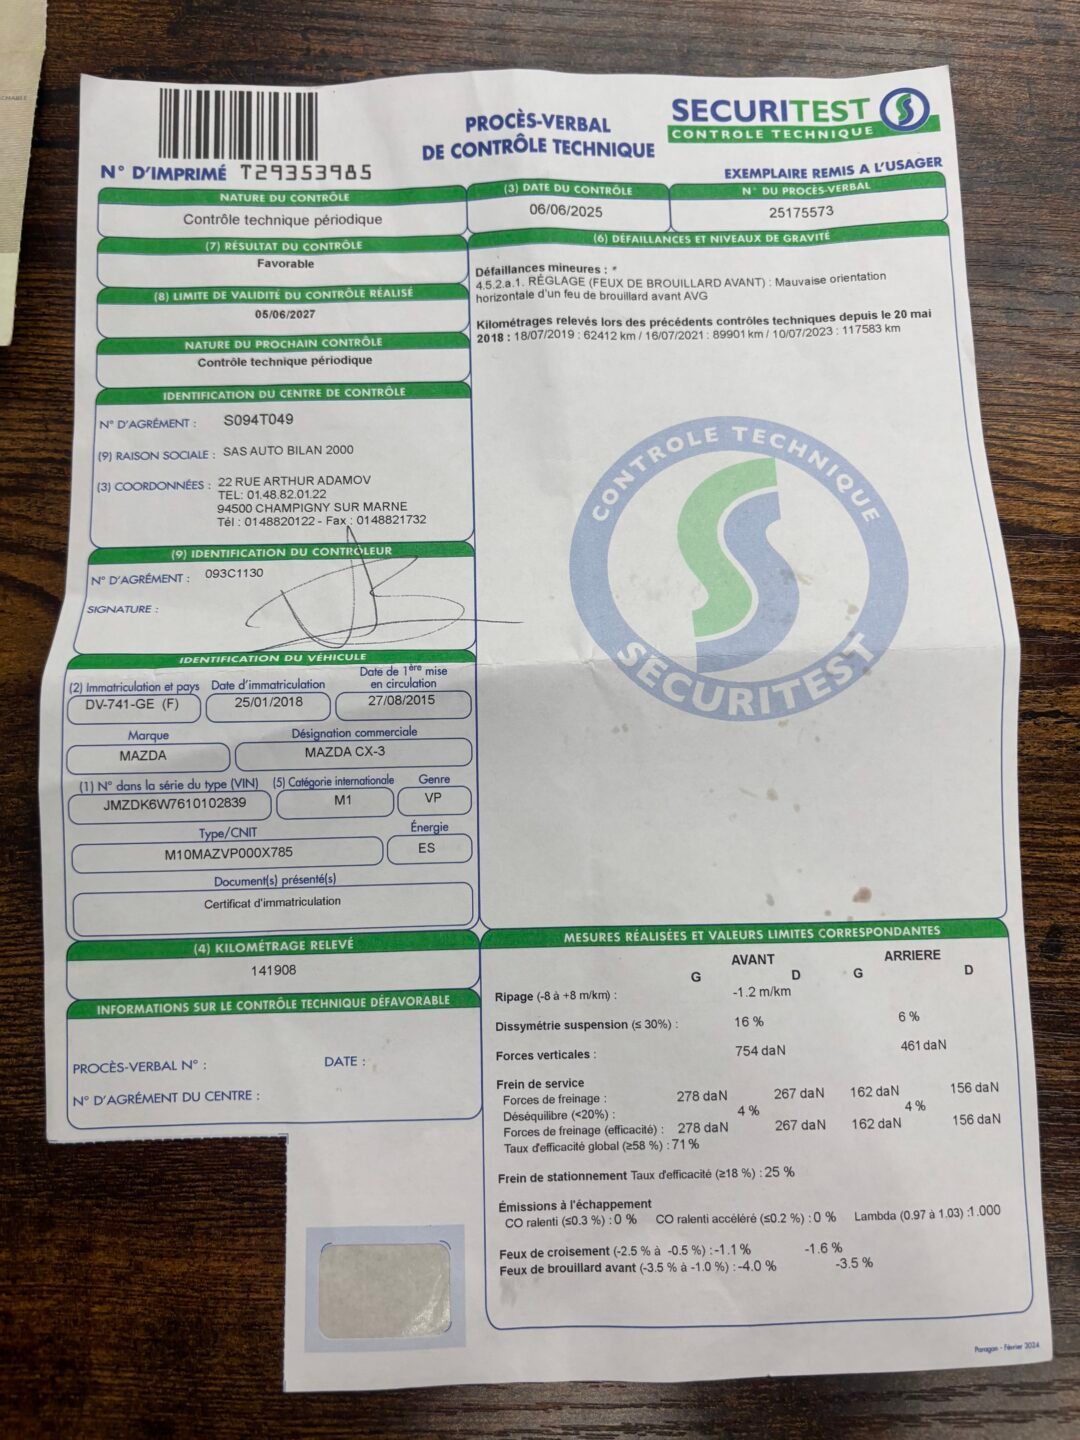 CHABLE
PROCÈS-VERBAL
DE CONTRÔLE TECHNIQUE
SECURITEST
CONTROLE TECHNIQUE
N° D'IMPRIMÉ T29353985
EXEMPLAIRE REMIS A L'USAGER
NATURE DU CONTRÔLE
Contrôle technique périodique
(3) DATE DU CONTRÔLE
06/06/2025
N° DU PROCÈS-VERBAL
25175573
(7) RÉSULTAT DU CONTRÔLE
Favorable
(8) LIMITE DE VALIDITÉ DU CONTRÔLE RÉALISÉ
05/06/2027
NATURE DU PROCHAIN CONTRÔLE
Contrôle technique périodique
IDENTIFICATION DU CENTRE DE CONTRÔLE
N° D'AGRÉMENT : S094T049
(9) RAISON SOCIALE : SAS AUTO BILAN 2000
(3) COORDONNÉES : 22 RUE ARTHUR ADAMOV
TEL: 01.48.82.01.22
94500 CHAMPIGNY SUR MARNE
Tél : 0148820122 - Fax : 0148821732
(9) IDENTIFICATION DU CONTRÔLEUR
N° D'AGRÉMENT : 093C1130
SIGNATURE :
IDENTIFICATION DU VÉHICULE
(2) Immatriculation et pays Date d'immatriculation Date de 1ère mise
en circulation
DV-741-GE (F) 25/01/2018 27/08/2015
Marque Désignation commerciale
MAZDA MAZDA CX-3
(1) N° dans la série du type (VIN) (5) Catégorie internationale Genre
JMZDK6W7610102839 M1 VP
Type/CNIT Énergie
M10MAZVP000X785 ES
Document(s) présenté(s)
Certificat d'immatriculation
(4) KILOMÉTRAGE RELEVÉ
141908
INFORMATIONS SUR LE CONTRÔLE TECHNIQUE DÉFAVORABLE
PROCÈS-VERBAL N° : DATE :
N° D'AGRÉMENT DU CENTRE :
(6) DÉFAILLANCES ET NIVEAUX DE GRAVITÉ
Défaillances mineures : *
4.5.2.a.1. RÉGLAGE (FEUX DE BROUILLARD AVANT) : Mauvaise orientation
horizontale d'un feu de brouillard avant AVG
Kilométrages relevés lors des précédents contrôles techniques depuis le 20 mai
2018 : 18/07/2019 : 62412 km / 16/07/2021 : 89901 km / 10/07/2023 : 117583 km
CONTROLE TECHNIQUE
SECURITEST
MESURES RÉALISÉES ET VALEURS LIMITES CORRESPONDANTES
AVANT ARRIERE
G D G D
Ripage (-8 à +8 m/km) : -1.2 m/km
Dissymétrie suspension (≤ 30%) : 16 % 6 %
Forces verticales : 754 daN 461 daN
Frein de service
Forces de freinage : 278 daN 267 daN 162 daN 156 daN
Déséquilibre (<20%) : 4 % 4 %
Forces de freinage (efficacité) : 278 daN 267 daN 162 daN 156 daN
Taux d'efficacité global (≥58 %) : 71 %
Frein de stationnement Taux d'efficacité (≥18 %) : 25 %
Émissions à l'échappement
CO ralenti (≤0.3 %) : 0 % CO ralenti accéléré (≤0.2 %) : 0 % Lambda (0.97 à 1.03) :1.000
Feux de croisement (-2.5 % à -0.5 %) : -1.1 % -1.6 %
Feux de brouillard avant (-3.5 % à -1.0 %) : -4.0 % -3.5 %
Paragon - Février 2024